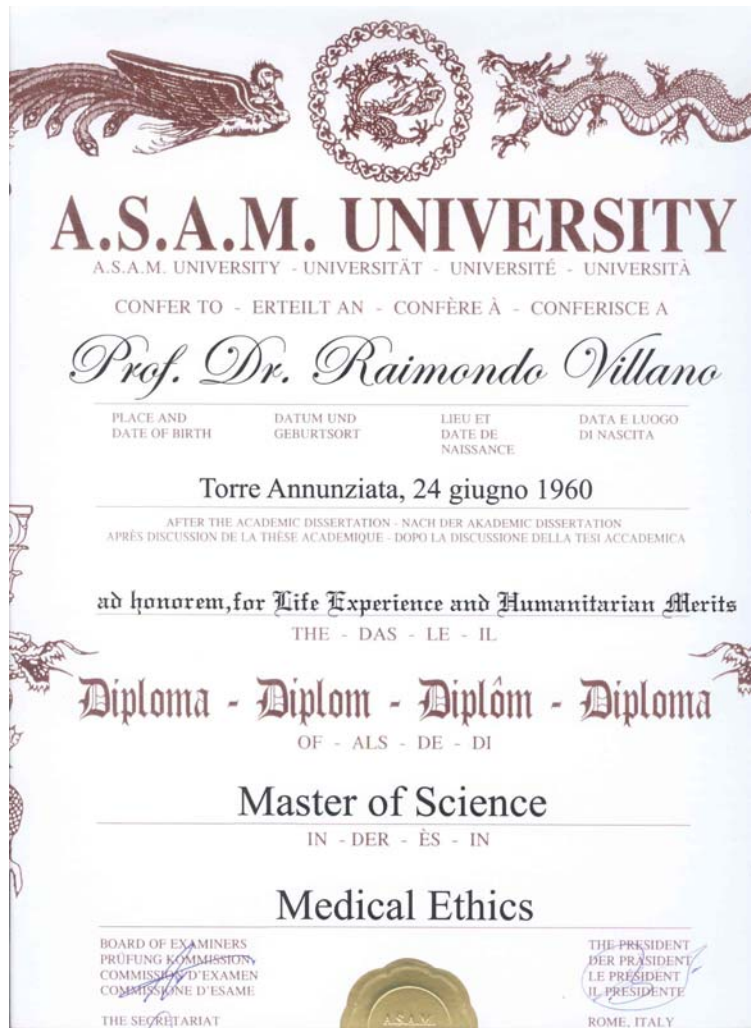 A.S.A.M. UNIVERSITY
A.S.A.M. UNIVERSITY - UNIVERSITÄT - UNIVERSITÉ - UNIVERSITÀ
CONFER TO - ERTEILT AN - CONFÈRE À - CONFERISCE A
Prof. Dr. Raimondo Villano
PLACE AND DATE OF BIRTH
DATUM UND GEBURTSORT
LIEU ET DATE DE NAISSANCE
DATA E LUOGO DI NASCITA
Torre Annunziata, 24 giugno 1960
AFTER THE ACADEMIC DISSERTATION - NACH DER AKADEMIC DISSERTATION
APRÈS DISCUSSION DE LA THÈSE ACADEMIQUE - DOPO LA DISCUSSIONE DELLA TESI ACCADEMICA
ad honorem,for Life Experience and Humanitarian Merits
THE - DAS - LE - IL
Diploma - Diplom - Diplôm - Diploma
OF - ALS - DE - DI
Master of Science
IN - DER - ÈS - IN
Medical Ethics
BOARD OF EXAMINERS
PRÜFUNG KOMMISSION
COMMISSION D'EXAMEN
COMMISSIONE D'ESAME
THE SECRETARIAT
A.S.A.M.
THE PRESIDENT
DER PRÄSIDENT
LE PRÉSIDENT
IL PRESIDENTE
ROME, ITALY